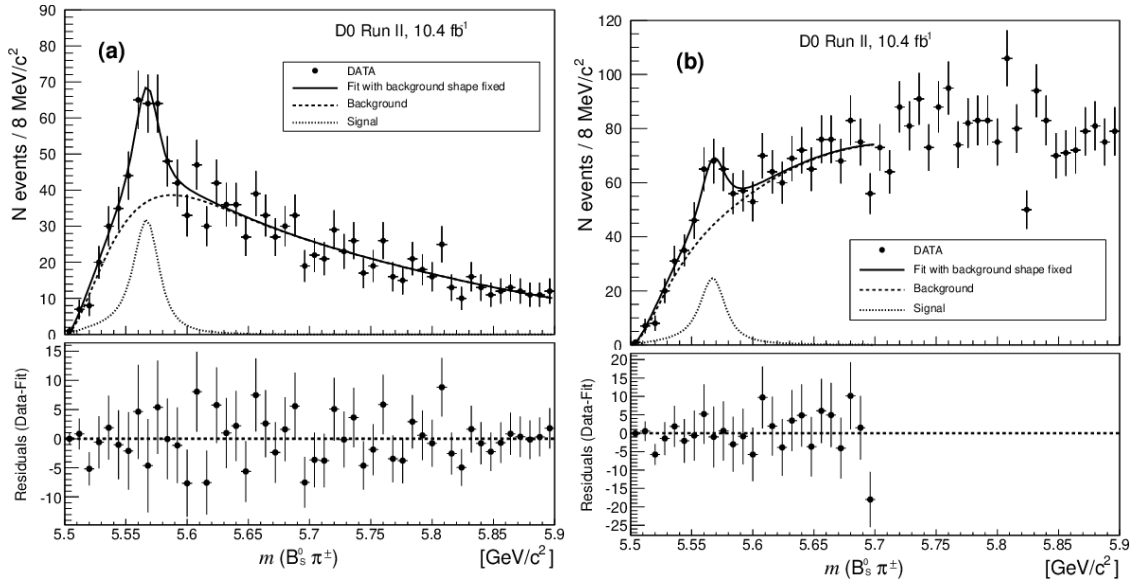 (a)
D0 Run II, 10.4 fb⁻¹
DATA
Fit with background shape fixed
Background
Signal
N events / 8 MeV/c²
90
80
70
60
50
40
30
20
10
0
Residuals (Data-Fit)
15
10
5
0
-5
-10
5.5 5.55 5.6 5.65 5.7 5.75 5.8 5.85 5.9
m (B⁰ₛ π±) [GeV/c²]
(b)
D0 Run II, 10.4 fb⁻¹
DATA
Fit with background shape fixed
Background
Signal
N events / 8 MeV/c²
120
100
80
60
40
20
0
Residuals (Data-Fit)
20
15
10
5
0
-5
-10
-15
-20
-25
5.5 5.55 5.6 5.65 5.7 5.75 5.8 5.85 5.9
m (B⁰ₛ π±) [GeV/c²]